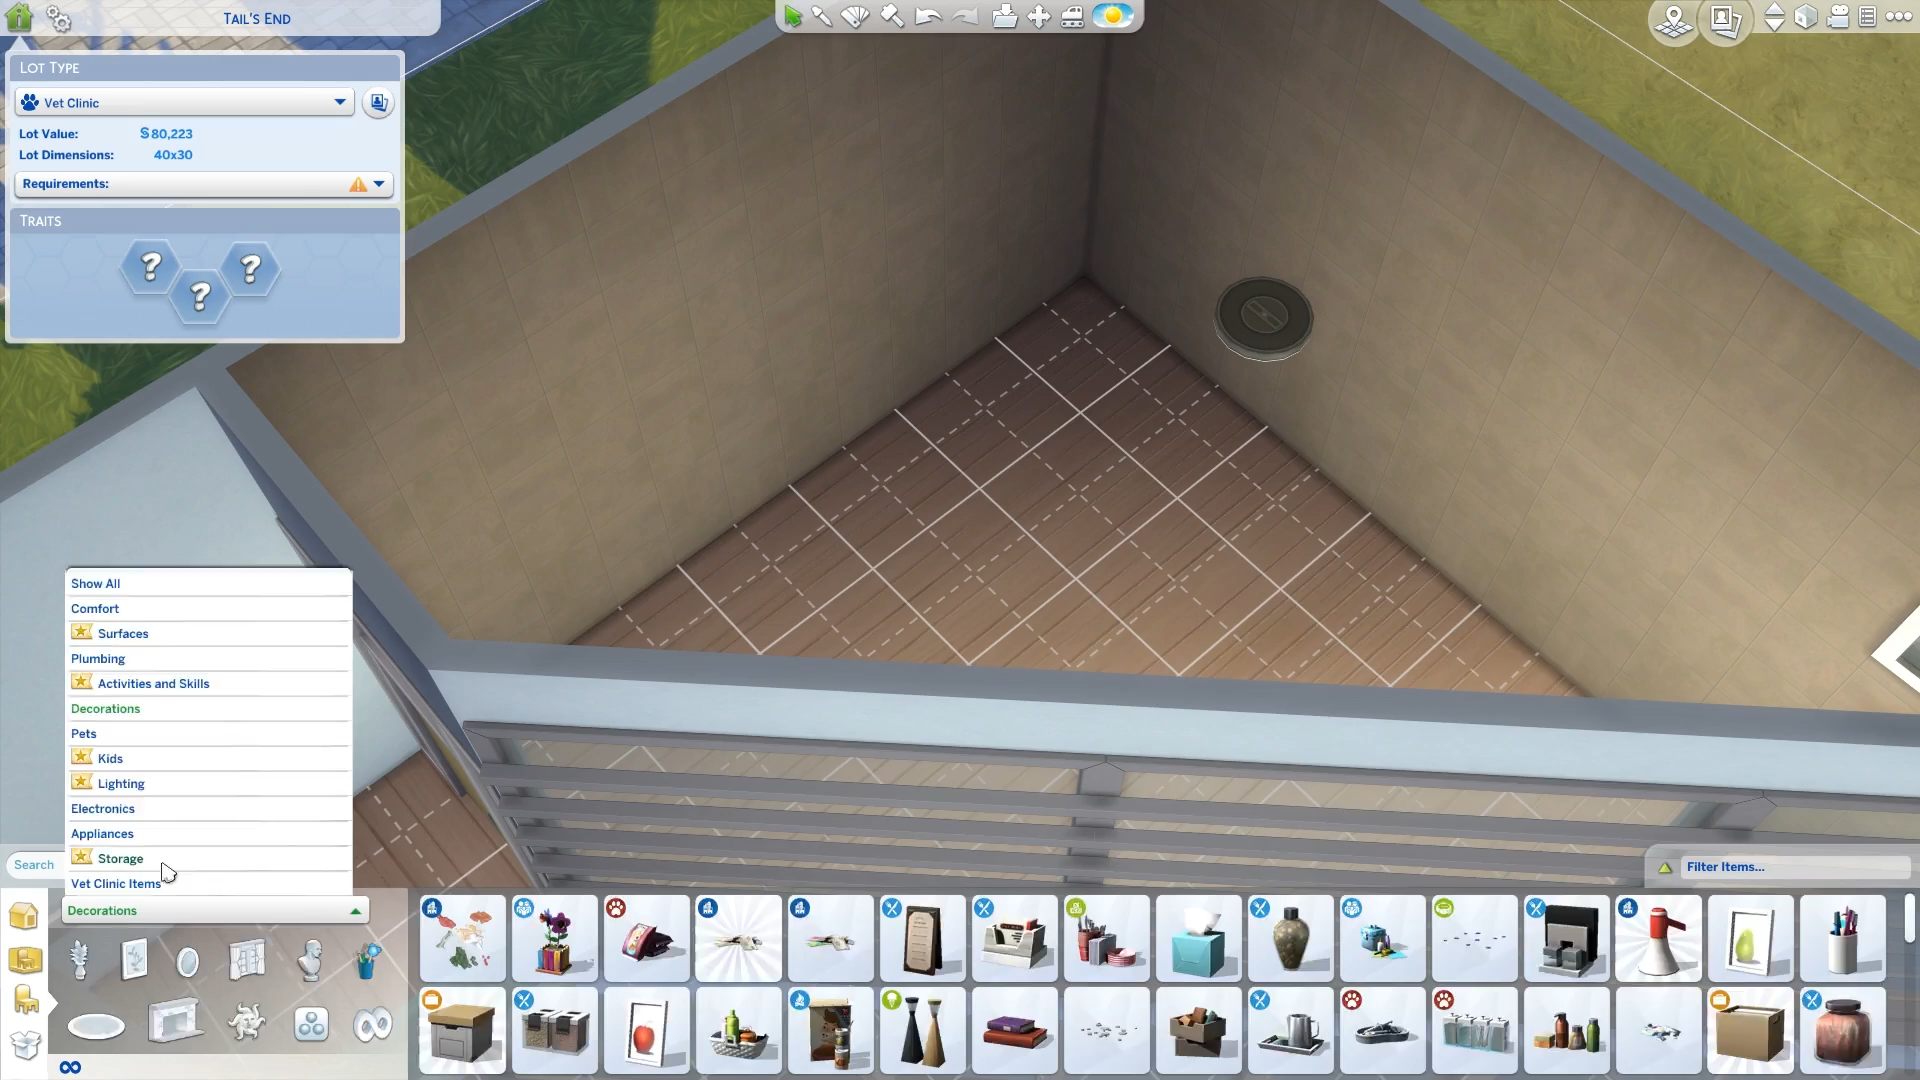 TAIL'S END
LOT TYPE
Vet Clinic
Lot Value: §80,223
Lot Dimensions: 40x30
Requirements:
TRAITS
? ? ?
Show All
Comfort
Surfaces
Plumbing
Activities and Skills
Decorations
Pets
Kids
Lighting
Electronics
Appliances
Storage
Vet Clinic Items
Search
Filter Items...
Decorations